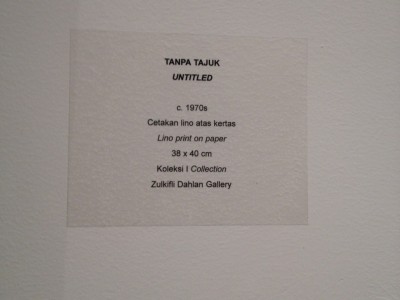 TANPA TAJUK
UNTITLED
c. 1970s
Cetakan lino atas kertas
Lino print on paper
38 x 40 cm
Koleksi I Collection
Zulkifli Dahlan Gallery